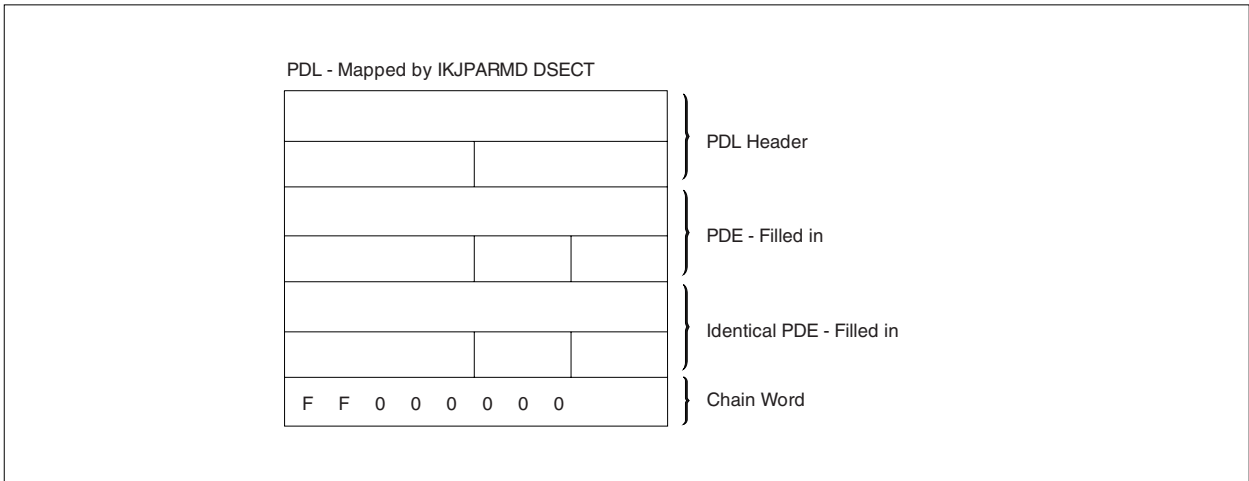 PDL - Mapped by IKJPARMD DSECT
PDL Header
PDE - Filled in
Identical PDE - Filled in
F F 0 0 0 0 0 0
Chain Word